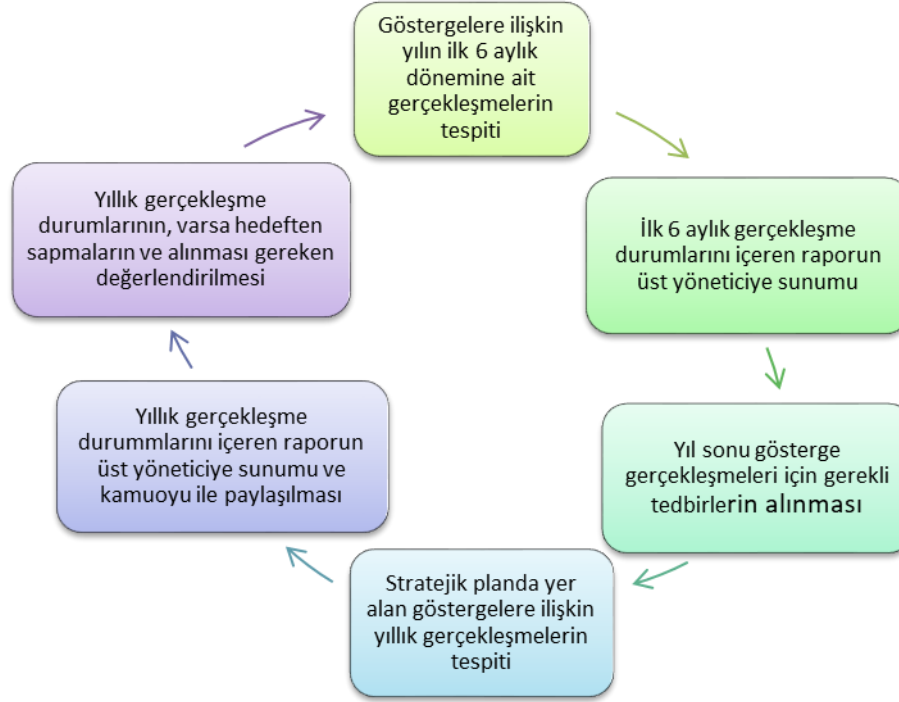 Göstergelere ilişkin
yılın ilk 6 aylık
dönemine ait
gerçekleşmelerin
tespiti
İlk 6 aylık gerçekleşme
durumlarını içeren raporun
üst yöneticiye sunumu
Yıl sonu gösterge
gerçekleşmeleri için gerekli
tedbirlerin alınması
Stratejik planda yer
alan göstergelere ilişkin
yıllık gerçekleşmelerin
tespiti
Yıllık gerçekleşme
durummlarını içeren raporun
üst yöneticiye sunumu ve
kamuoyu ile paylaşılması
Yıllık gerçekleşme
durumlarının, varsa hedeften
sapmaların ve alınması gereken
değerlendirilmesi